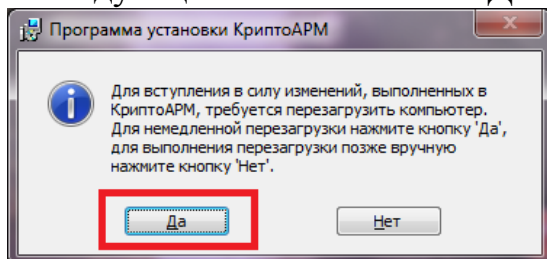 Программа установки КриптоАРМ
Для вступления в силу изменений, выполненных в
КриптоАРМ, требуется перезагрузить компьютер.
Для немедленной перезагрузки нажмите кнопку 'Да',
для выполнения перезагрузки позже вручную
нажмите кнопку 'Нет'.
Да
Нет